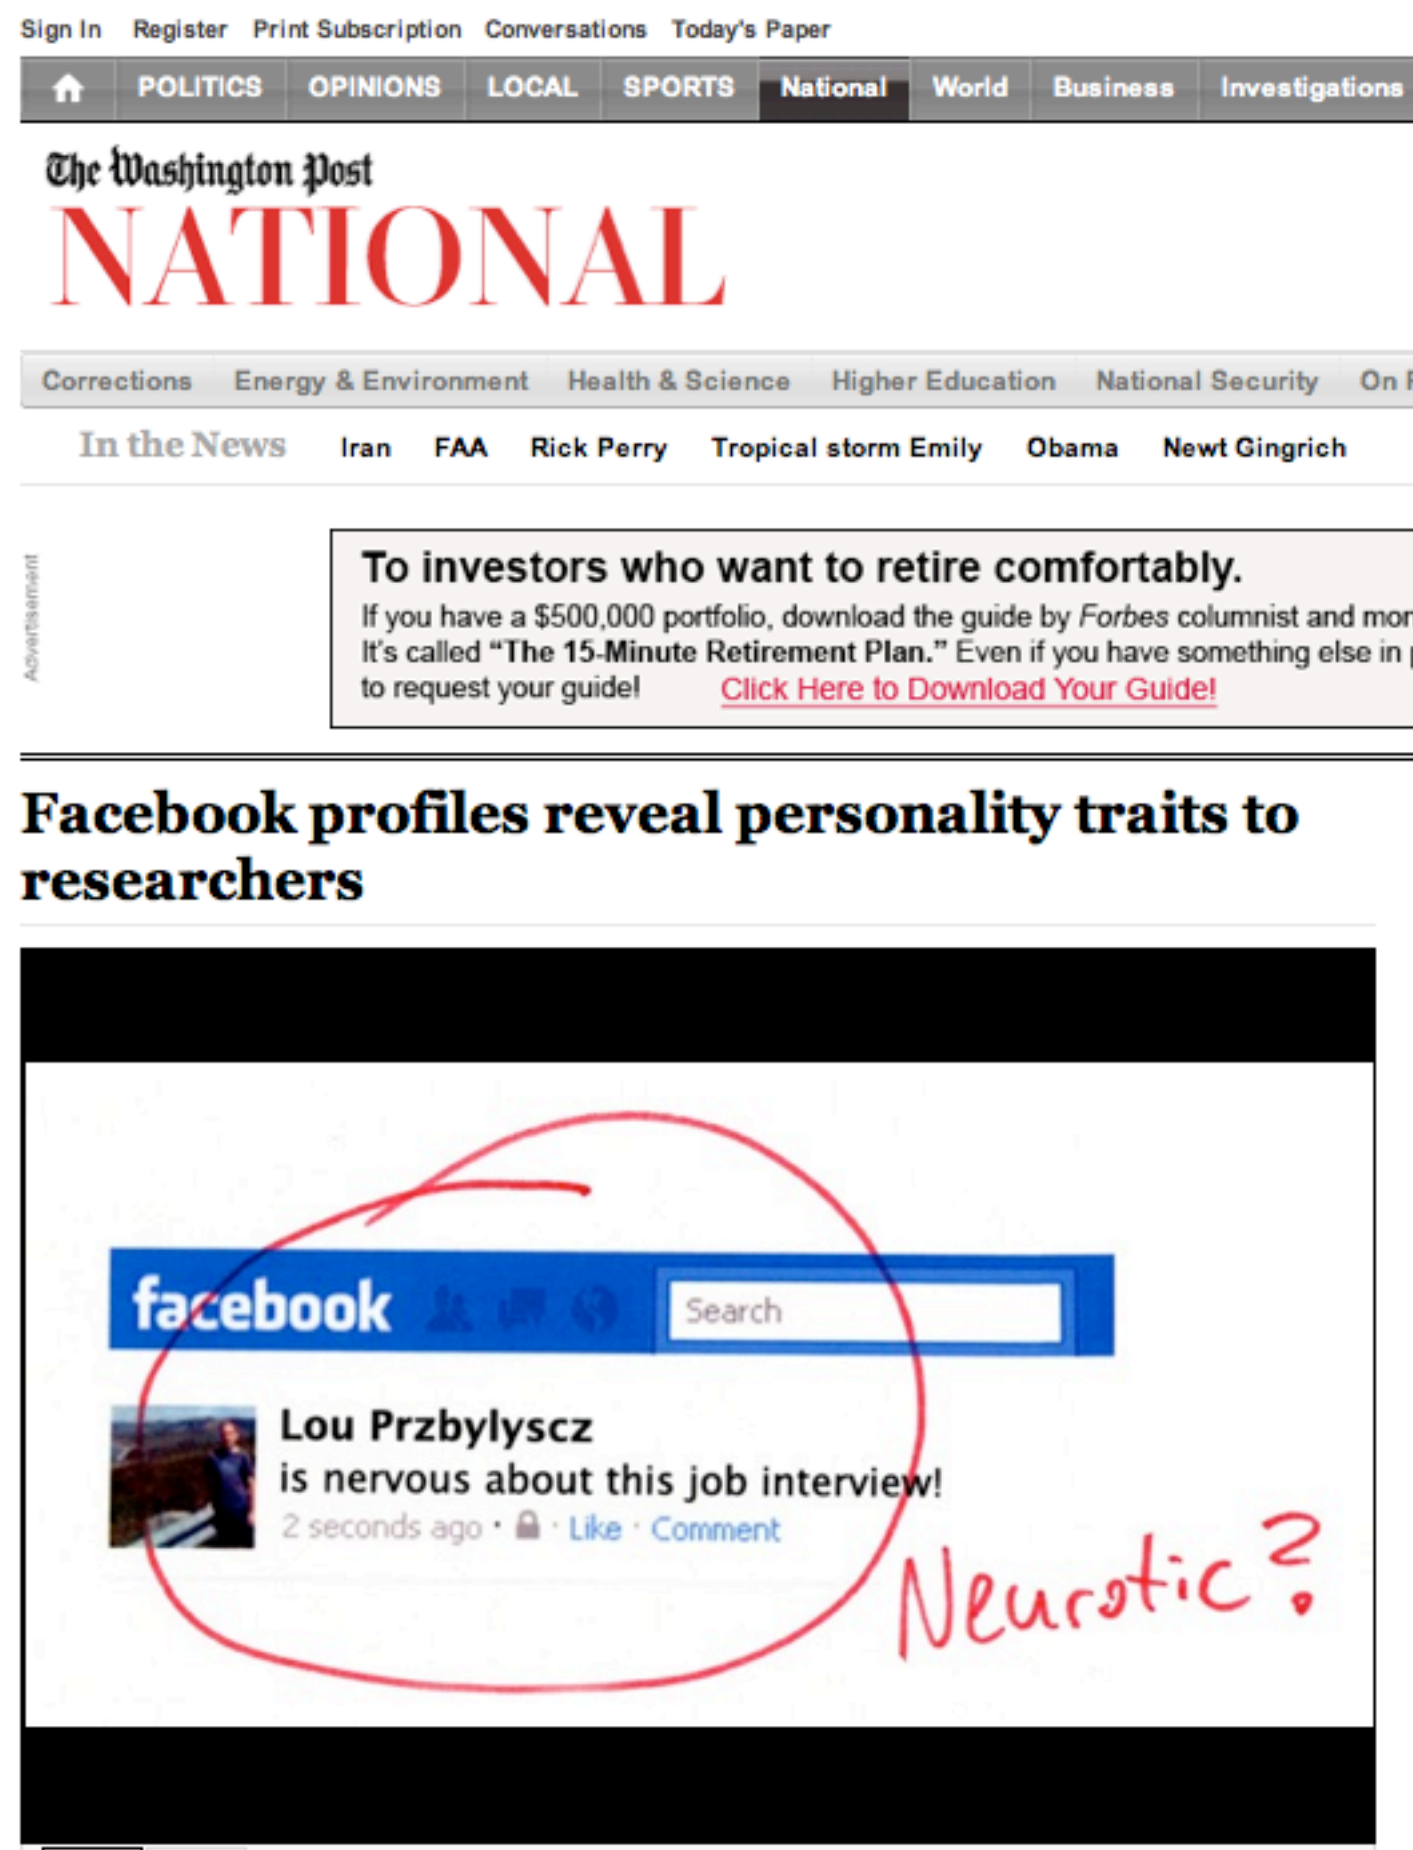 Sign In Register Print Subscription Conversations Today's Paper
POLITICS OPINIONS LOCAL SPORTS National World Business Investigations
The Washington Post
NATIONAL
Corrections Energy & Environment Health & Science Higher Education National Security On
In the News Iran FAA Rick Perry Tropical storm Emily Obama Newt Gingrich
Advertisement
To investors who want to retire comfortably.
If you have a $500,000 portfolio, download the guide by Forbes columnist and
It's called "The 15-Minute Retirement Plan." Even if you have something else in
to request your guide! Click Here to Download Your Guide!
Facebook profiles reveal personality traits to
researchers
facebook Search
Lou Przbylyscz
is nervous about this job interview!
2 seconds ago · Like · Comment
Neurotic?